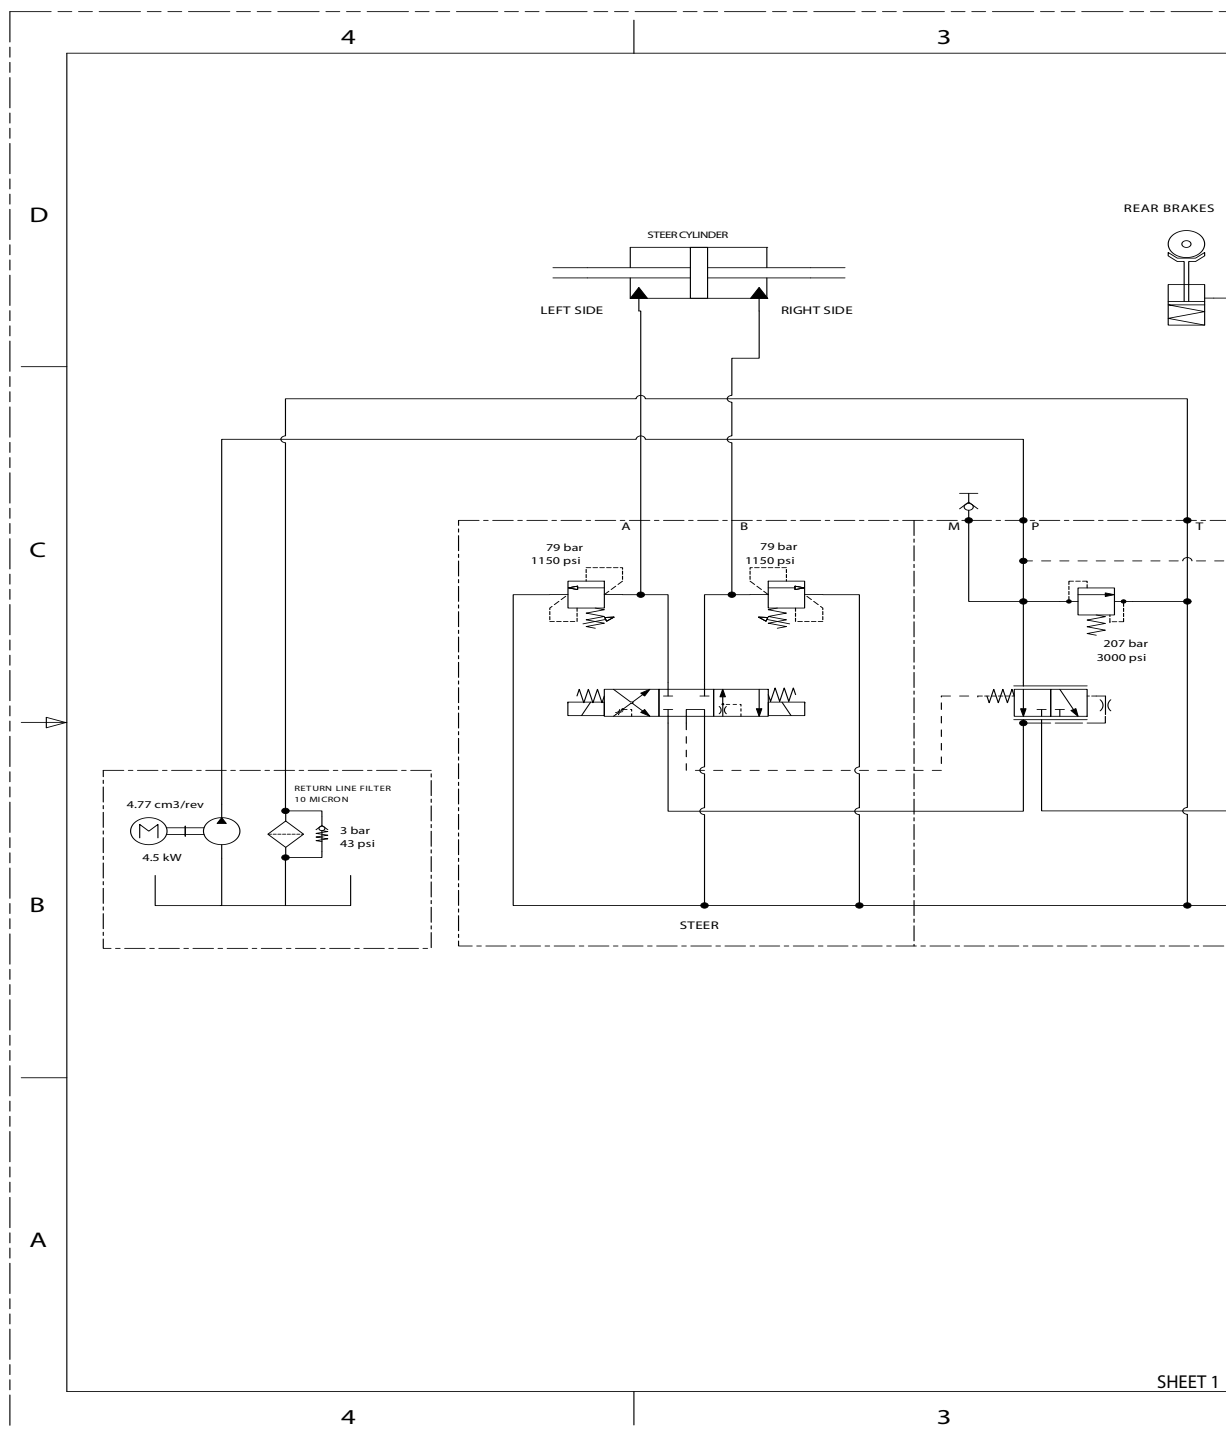 4
3
D
REAR BRAKES
STEER CYLINDER
LEFT SIDE
RIGHT SIDE
C
A
B
M
P
T
79 bar
1150 psi
79 bar
1150 psi
207 bar
3000 psi
RETURN LINE FILTER
10 MICRON
4.77 cm3/rev
M
3 bar
43 psi
4.5 kW
B
STEER
A
SHEET 1
4
3